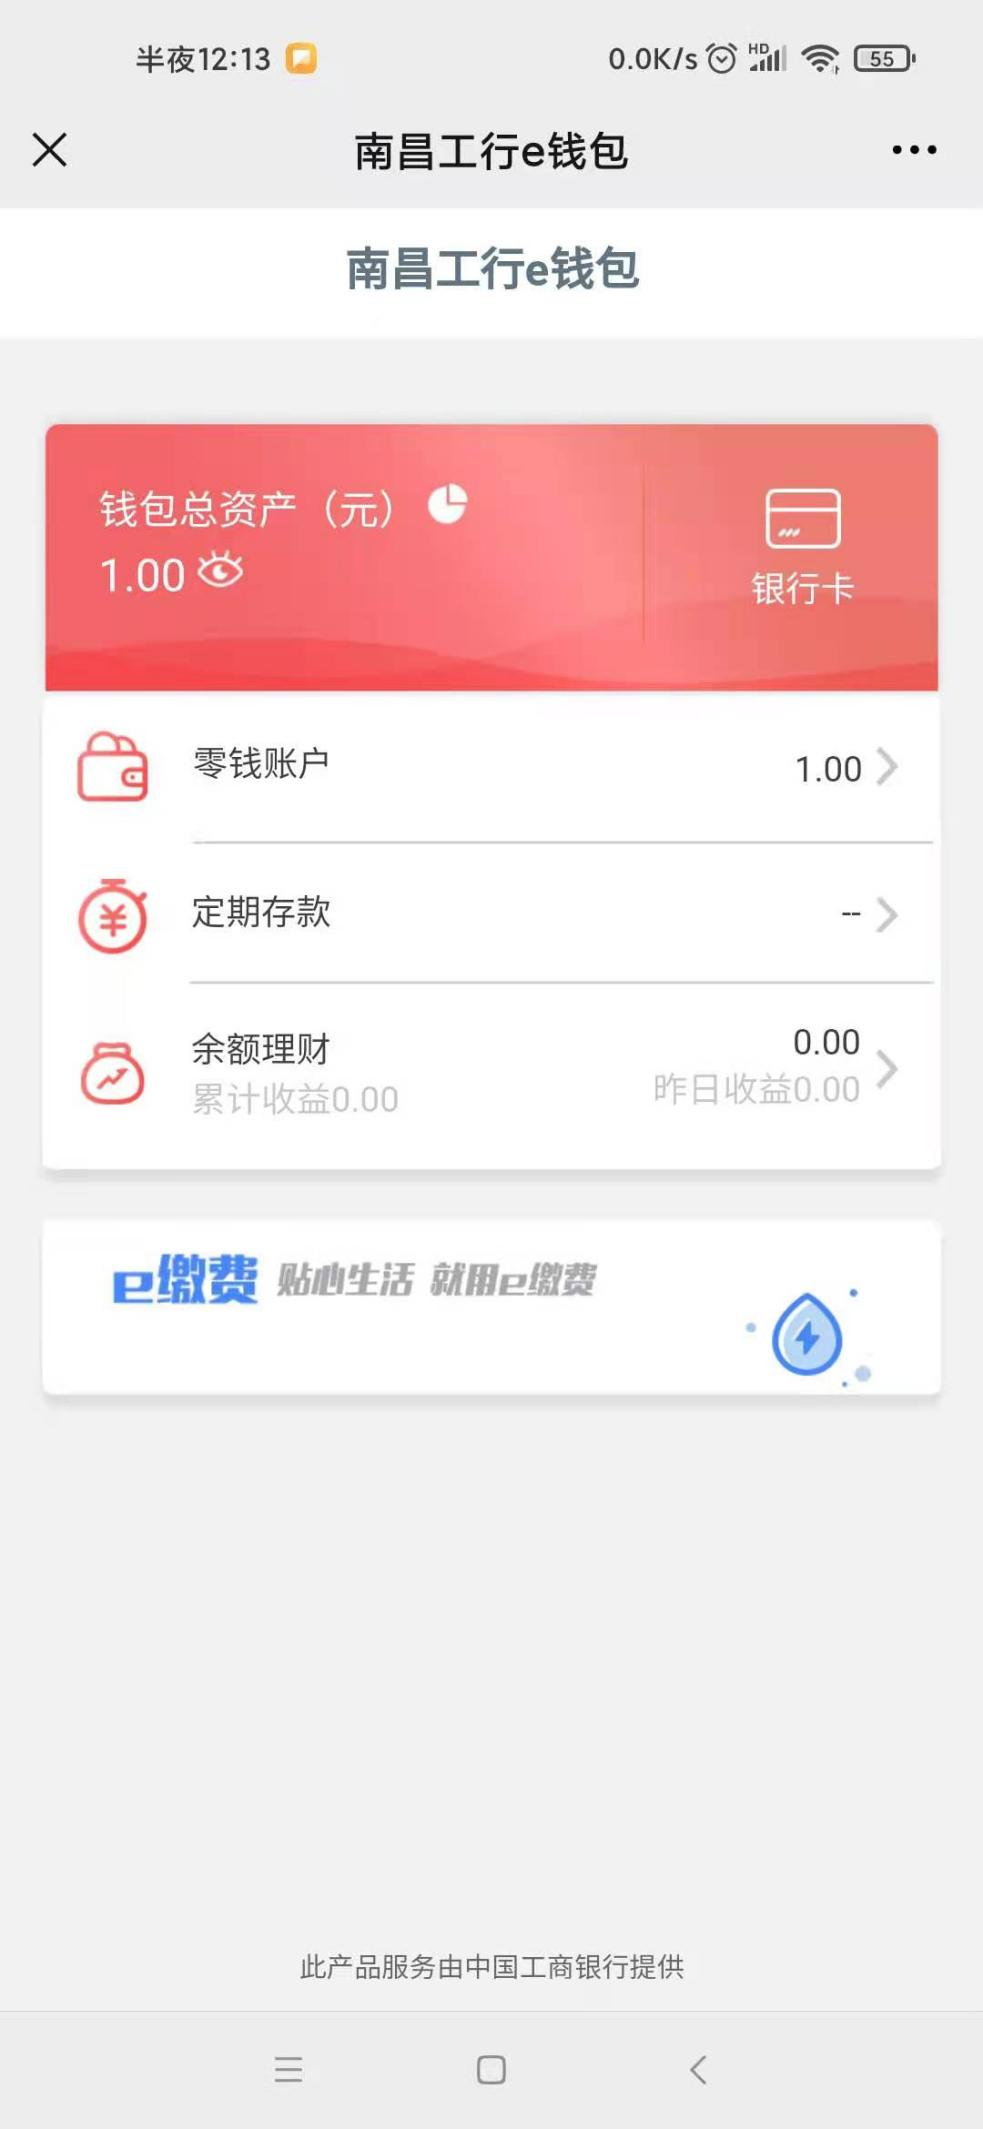 半夜12:13
0.0K/s HD 55
南昌工行e钱包
南昌工行e钱包
钱包总资产（元）
1.00
银行卡
零钱账户
1.00
定期存款
--
余额理财
0.00
累计收益0.00
昨日收益0.00
e缴费 贴心生活 就用e缴费
此产品服务由中国工商银行提供